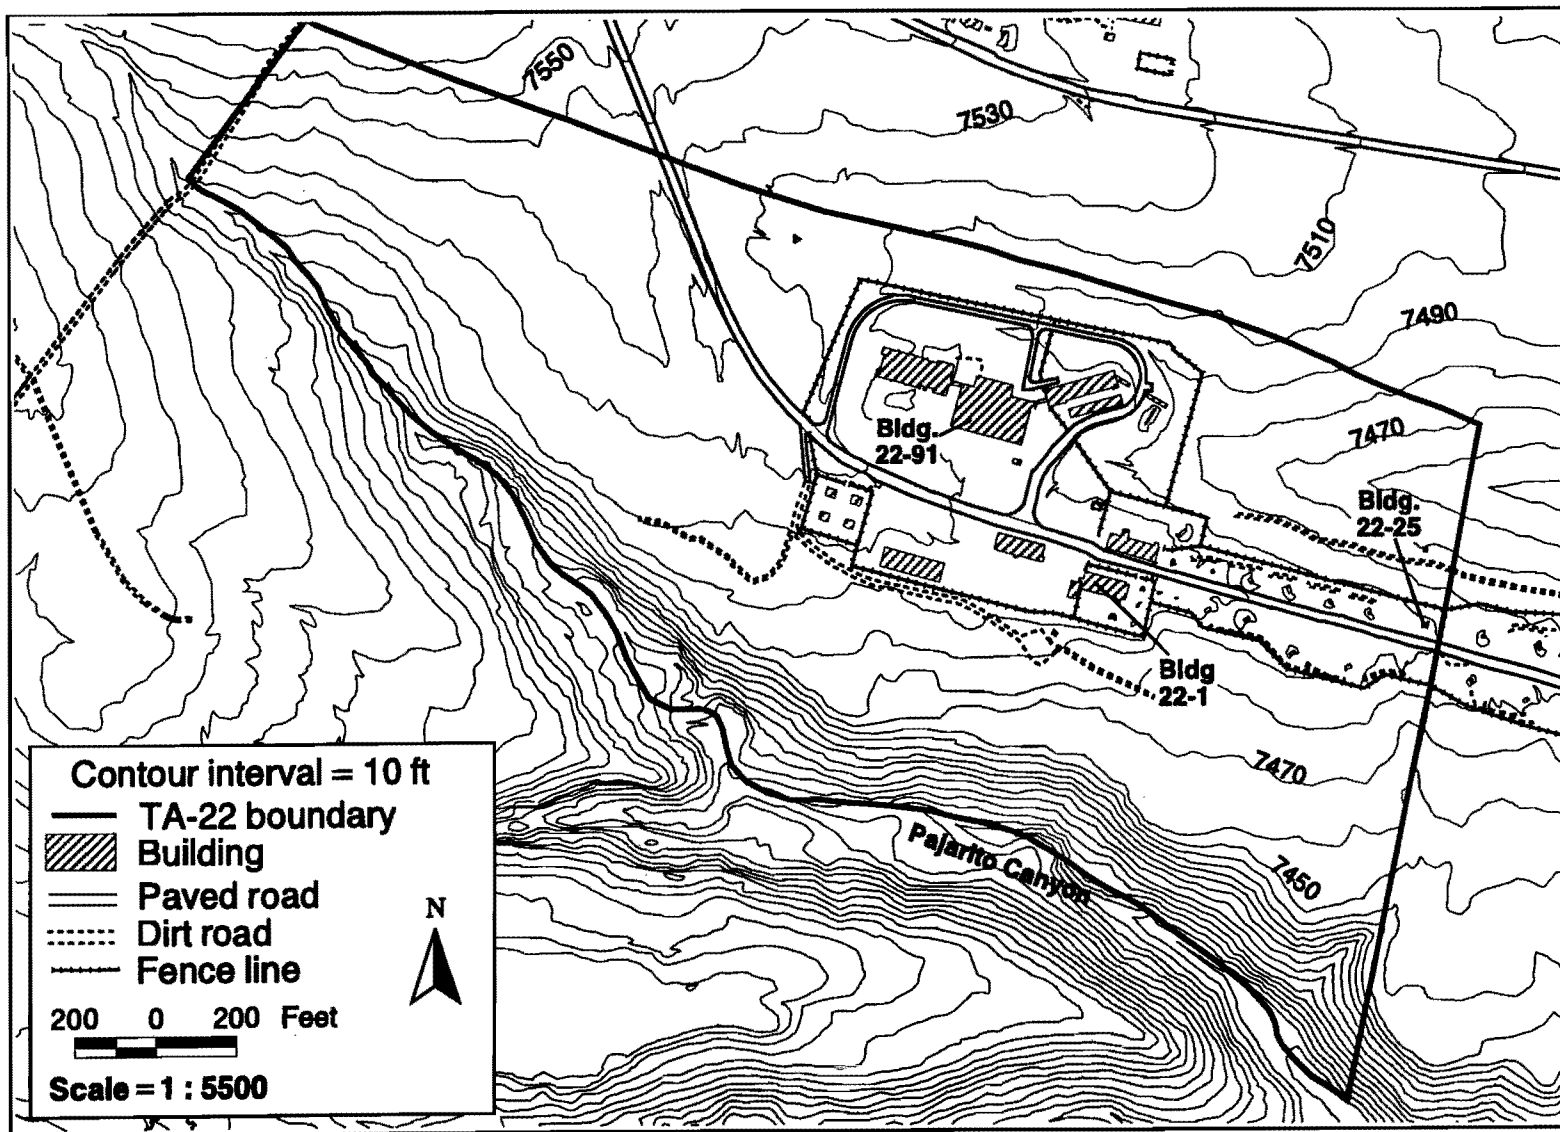 7550
7530
7510
7490
7470
Bldg.
22-91
Bldg.
22-25
Bldg
22-1
7470
7450
Pajarito Canyon
Contour interval = 10 ft
TA-22 boundary
Building
Paved road
Dirt road
Fence line
N
200 0 200 Feet
Scale = 1 : 5500